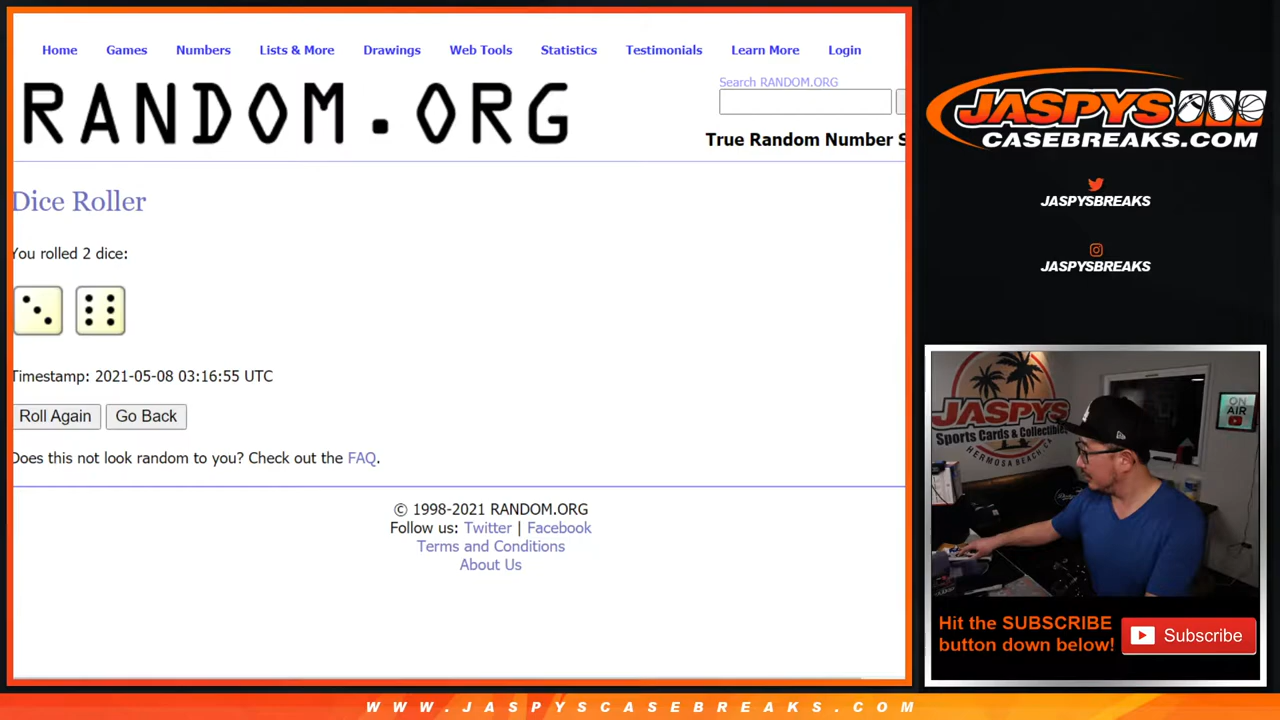 Home Games Numbers Lists & More Drawings Web Tools Statistics Testimonials Learn More Login
RANDOM.ORG
Search RANDOM.ORG
True Random Number S
Dice Roller
You rolled 2 dice:
Timestamp: 2021-05-08 03:16:55 UTC
Roll Again Go Back
Does this not look random to you? Check out the FAQ.
© 1998-2021 RANDOM.ORG
Follow us: Twitter | Facebook
Terms and Conditions
About Us
JASPYS
CASEBREAKS.COM
JASPYSBREAKS
JASPYSBREAKS
JASPYS
Sports Cards & Collectibles
HERMOSA BEACH, CA
ON
AIR
Hit the SUBSCRIBE
button down below!
Subscribe
WWW.JASPYSCASEBREAKS.COM